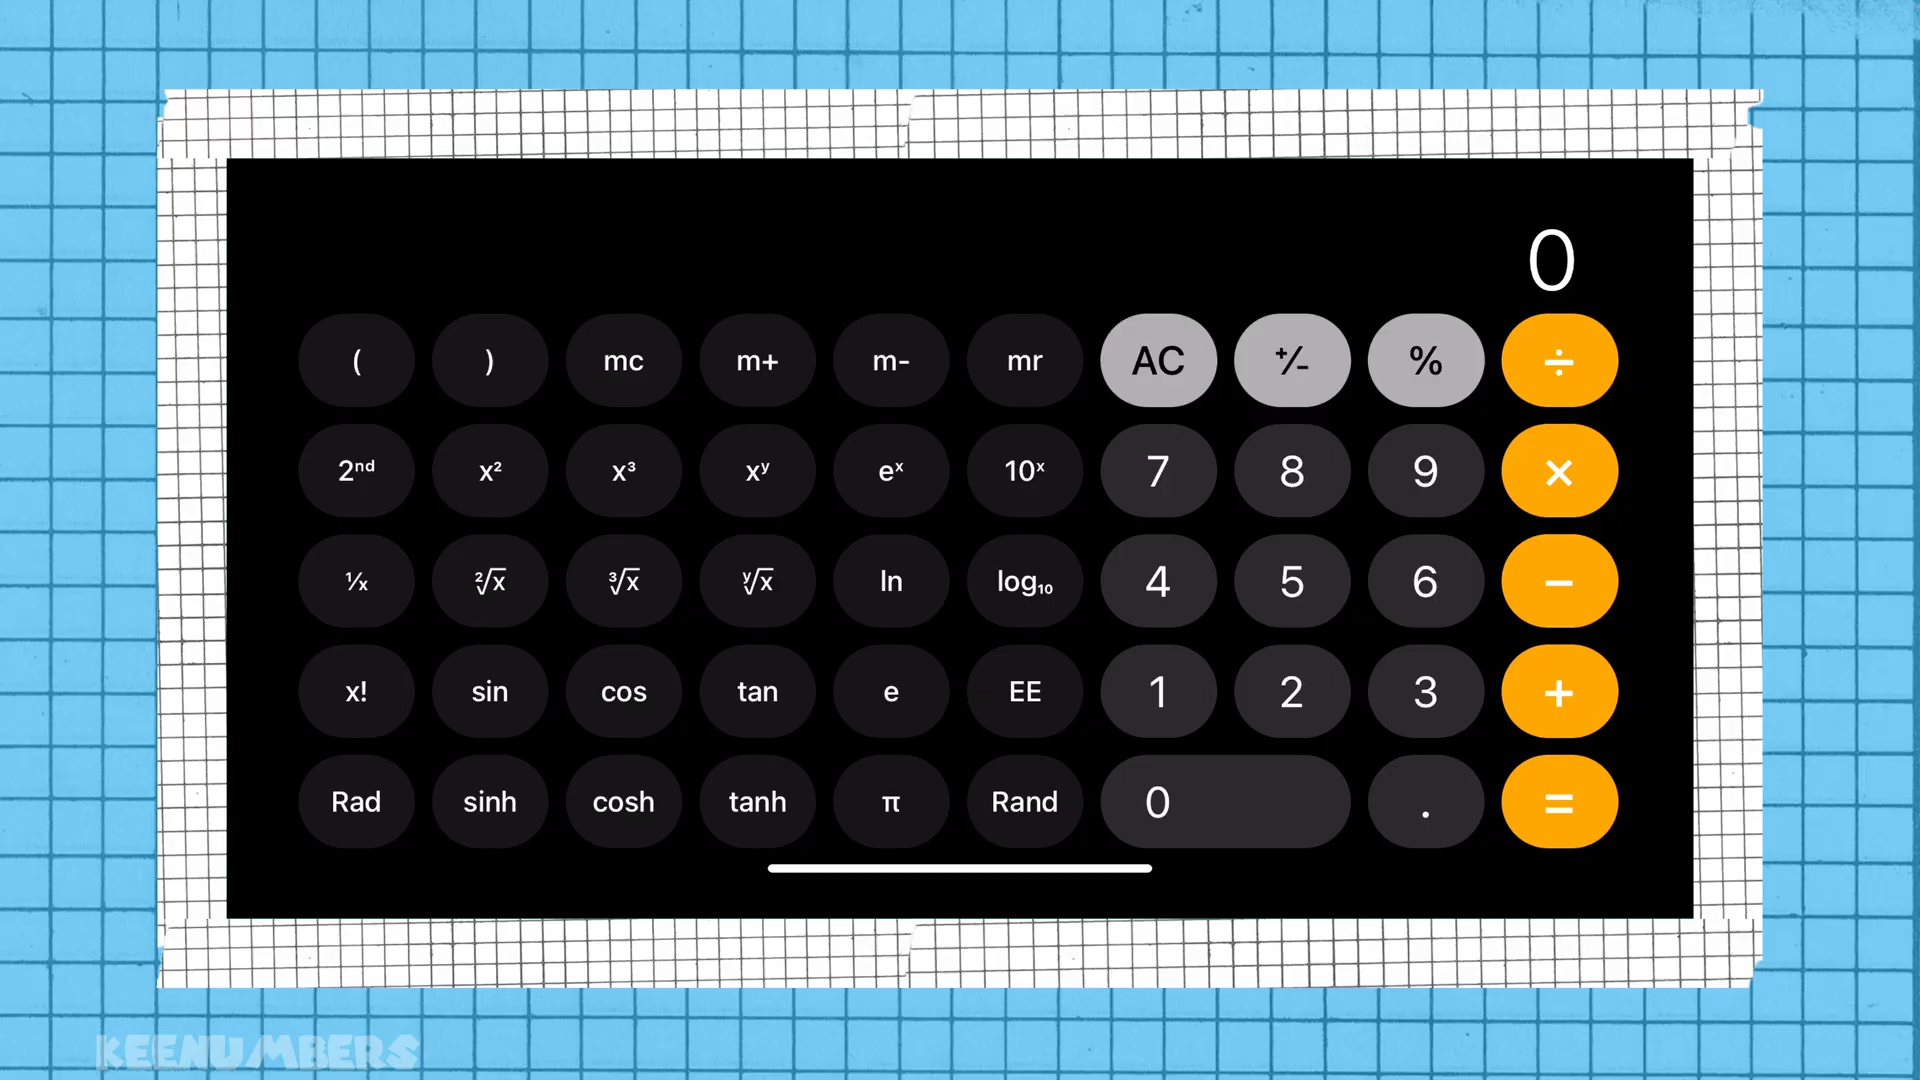 0
( ) mc m+ m- mr AC ⁺⁄₋ % ÷
2ⁿᵈ x² x³ xʸ eˣ 10ˣ 7 8 9 ×
¹⁄ₓ ²√x ³√x ʸ√x ln log₁₀ 4 5 6 −
x! sin cos tan e EE 1 2 3 +
Rad sinh cosh tanh π Rand 0 . =
KEENUMBERS